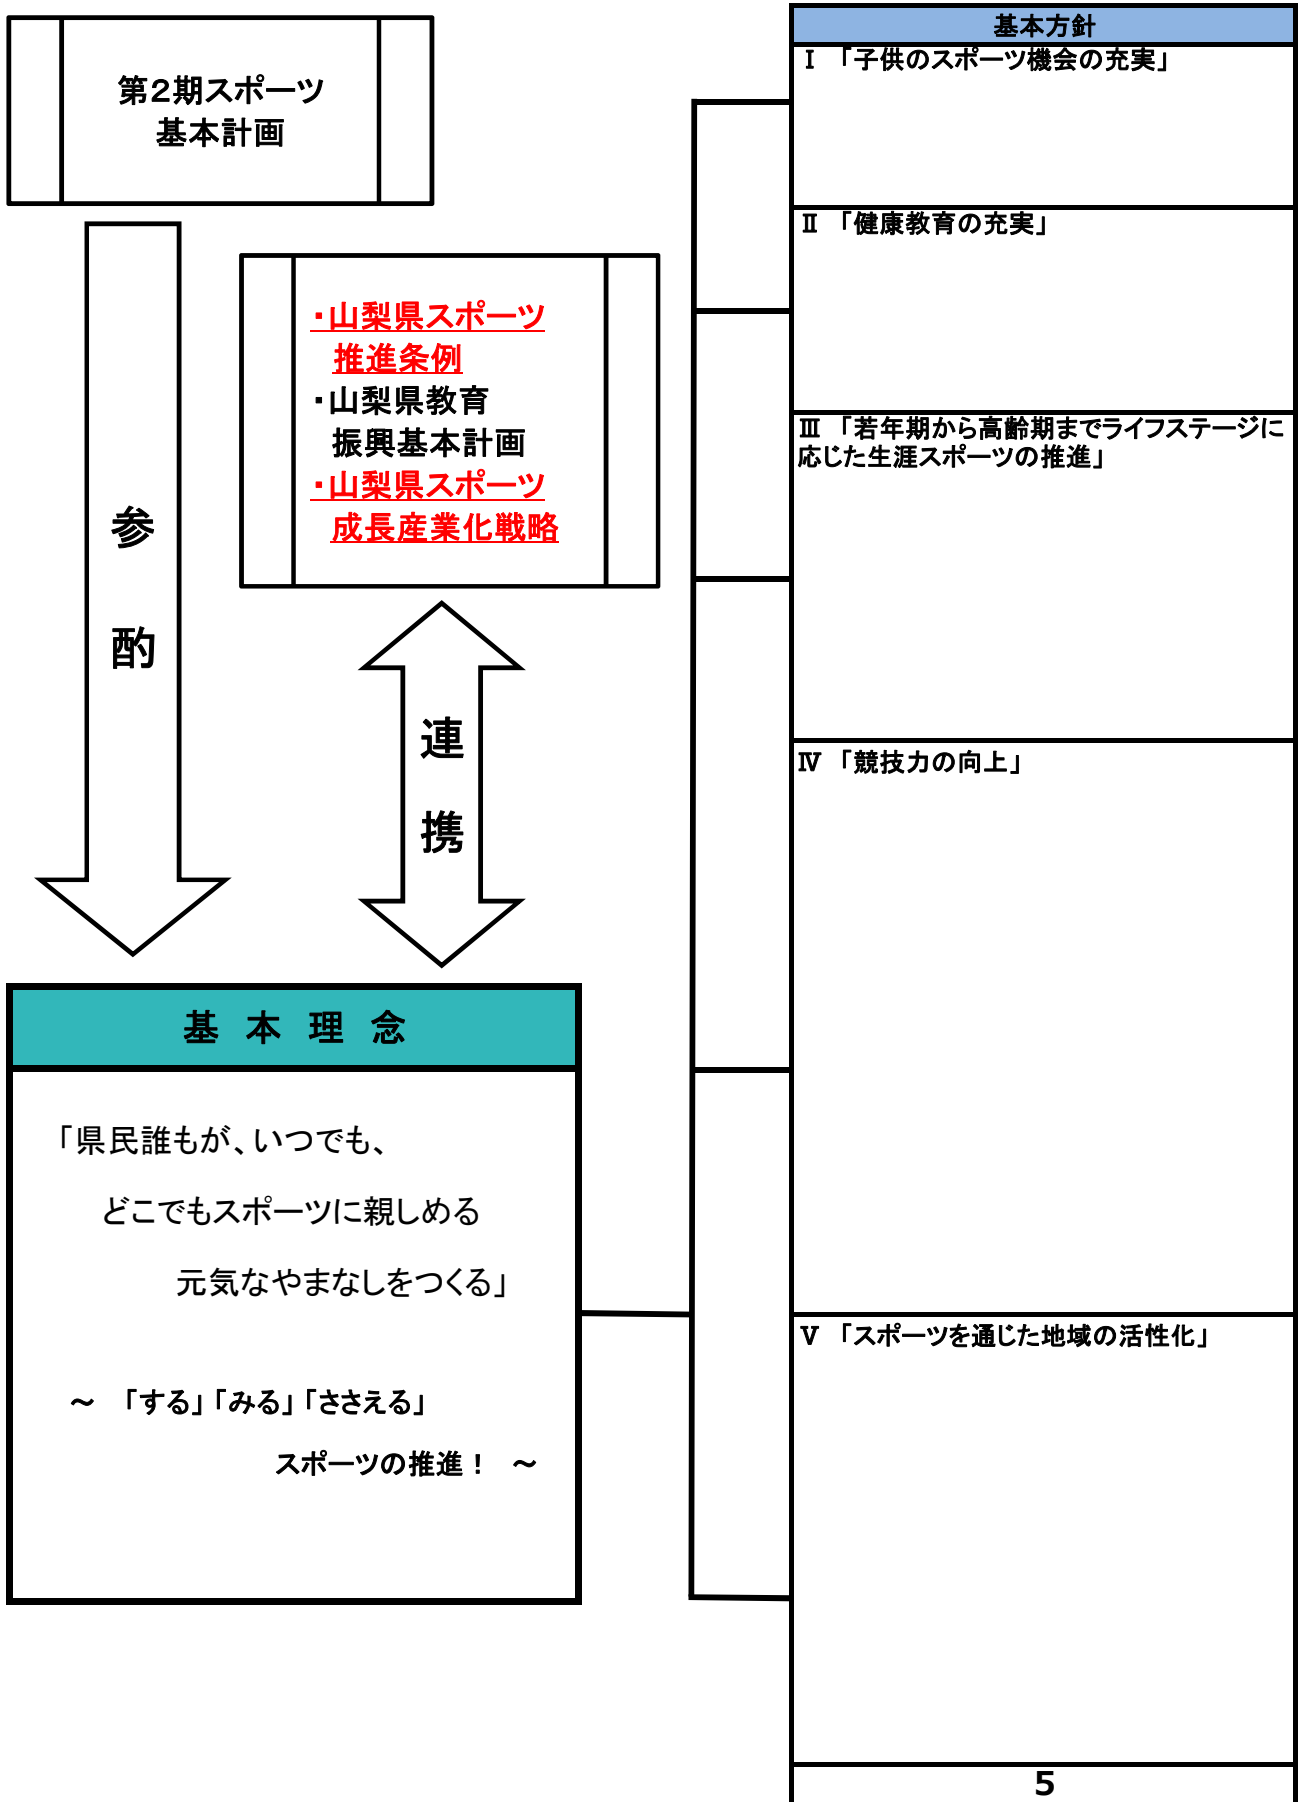 第２期スポーツ
基本計画
参
酌
・山梨県スポーツ
推進条例
・山梨県教育
振興基本計画
・山梨県スポーツ
成長産業化戦略
連
携
基 本 理 念
「県民誰もが、いつでも、
どこでもスポーツに親しめる
元気なやまなしをつくる」
～ 「する」「みる」「ささえる」
スポーツの推進！ ～
基本方針
Ⅰ 「子供のスポーツ機会の充実」
Ⅱ 「健康教育の充実」
Ⅲ 「若年期から高齢期までライフステージに
応じた生涯スポーツの推進」
Ⅳ 「競技力の向上」
Ⅴ 「スポーツを通じた地域の活性化」
5